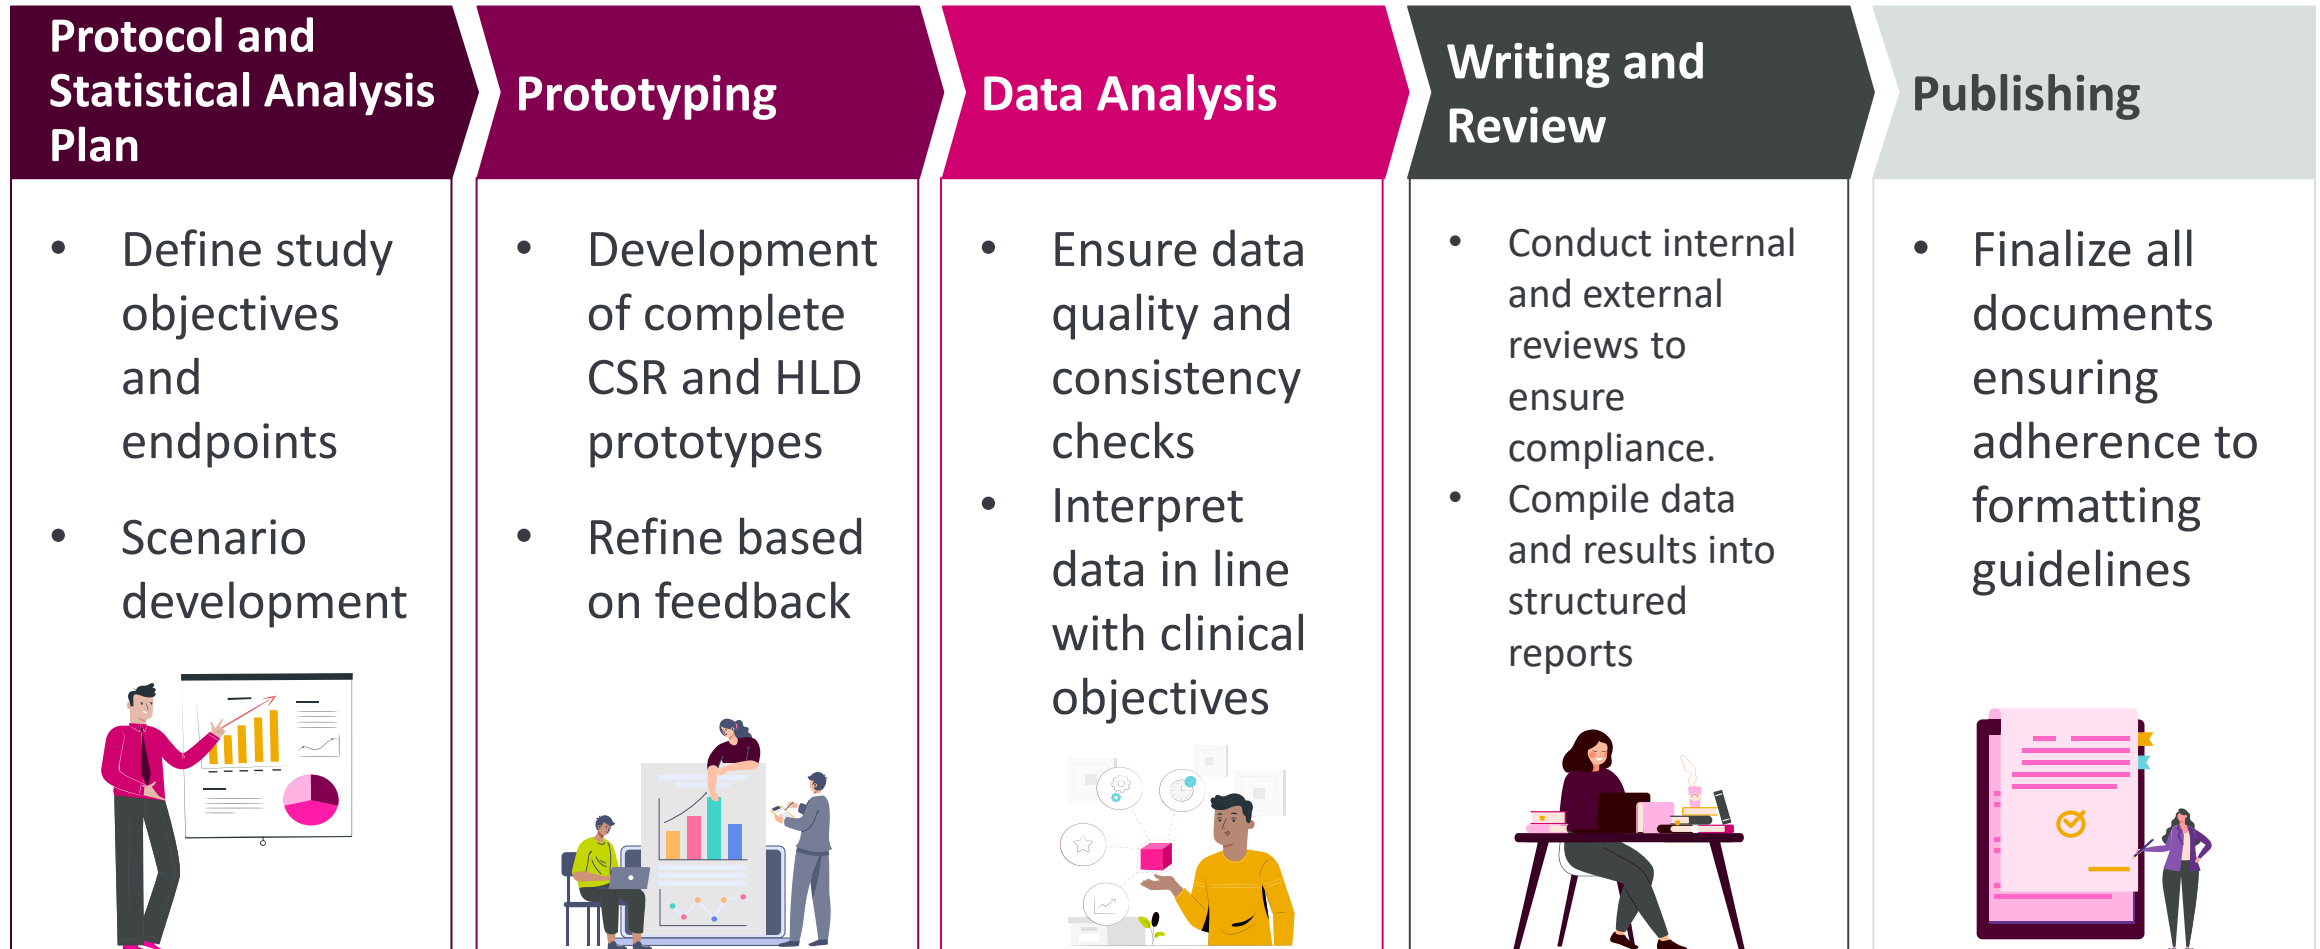 Protocol and
Statistical Analysis
Plan
• Define study
objectives
and
endpoints
• Scenario
development
Prototyping
• Development
of complete
CSR and HLD
prototypes
• Refine based
on feedback
Data Analysis
• Ensure data
quality and
consistency
checks
• Interpret
data in line
with clinical
objectives
Writing and
Review
• Conduct internal
and external
reviews to
ensure
compliance.
• Compile data
and results into
structured
reports
Publishing
• Finalize all
documents
ensuring
adherence to
formatting
guidelines